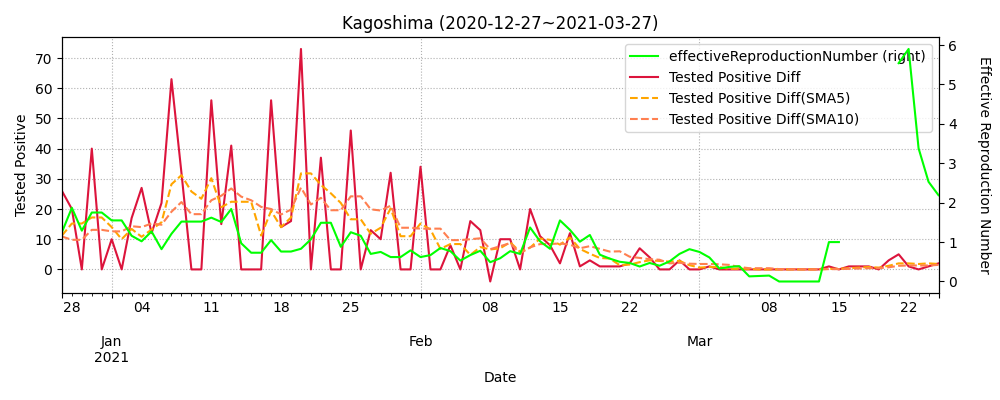 Kagoshima (2020-12-27~2021-03-27)
effectiveReproductionNumber (right)
Tested Positive Diff
Tested Positive Diff(SMA5)
Tested Positive Diff(SMA10)
Tested Positive
70
60
50
40
30
20
10
0
Effective Reproduction Number
6
5
4
3
2
1
0
28 04 11 18 25 08 15 22 08 15 22
Jan Feb Mar
2021
Date